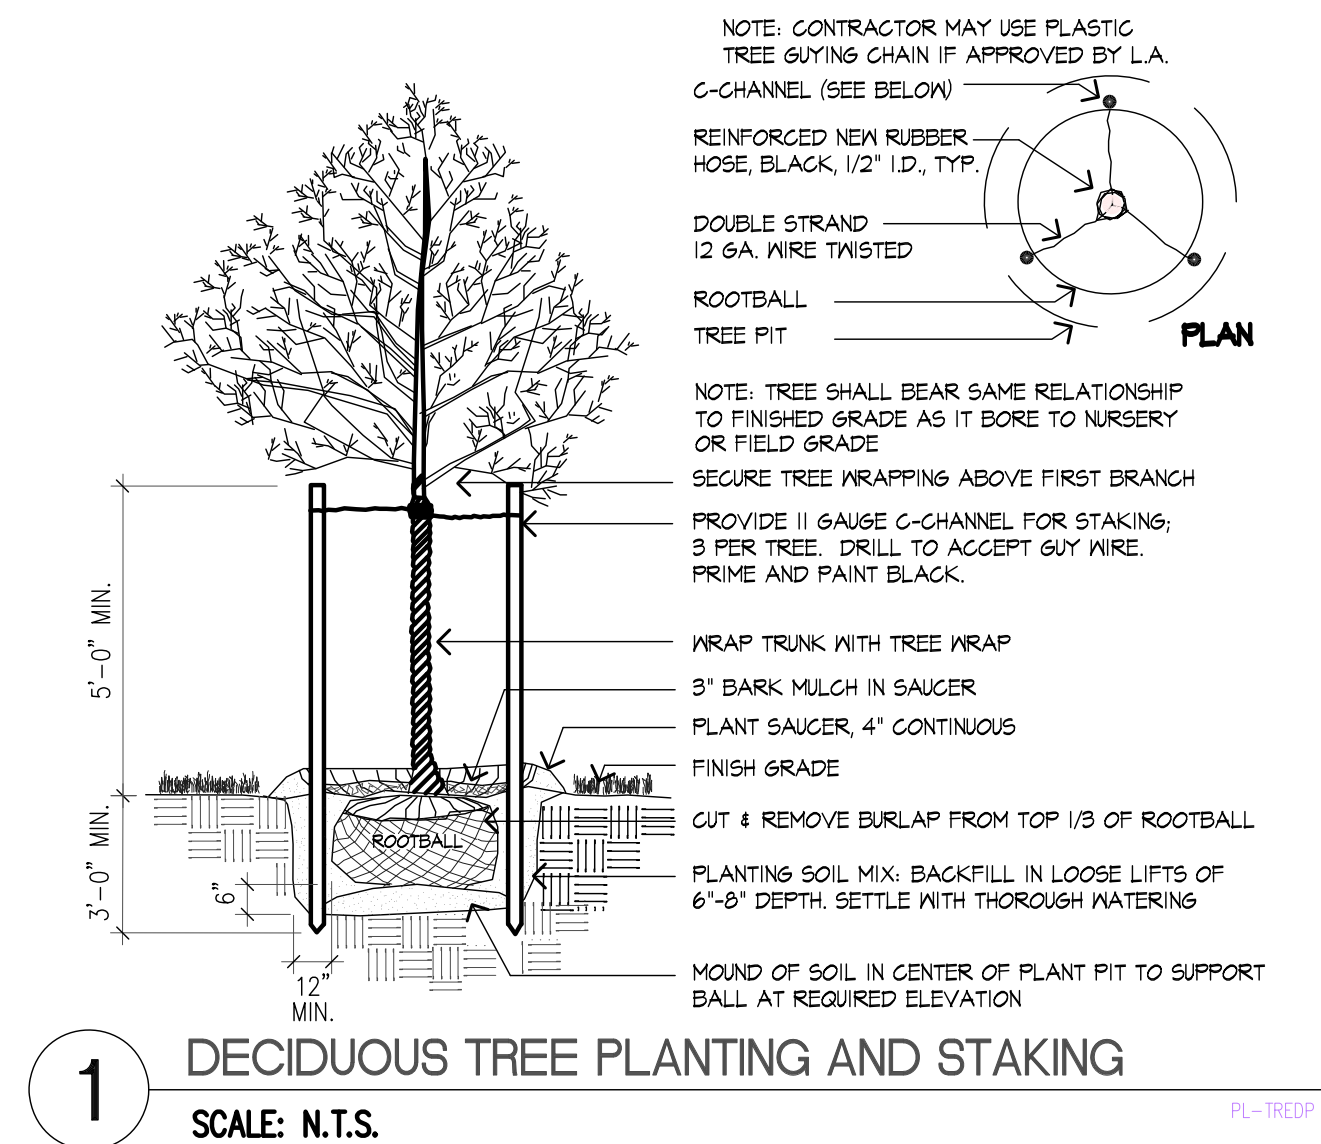 NOTE: CONTRACTOR MAY USE PLASTIC
TREE GUYING CHAIN IF APPROVED BY L.A.
C-CHANNEL (SEE BELOW)
REINFORCED NEW RUBBER
HOSE, BLACK, 1/2" I.D., TYP.
DOUBLE STRAND
12 GA. WIRE TWISTED
ROOTBALL
TREE PIT
PLAN
NOTE: TREE SHALL BEAR SAME RELATIONSHIP
TO FINISHED GRADE AS IT BORE TO NURSERY
OR FIELD GRADE
SECURE TREE WRAPPING ABOVE FIRST BRANCH
PROVIDE 11 GAUGE C-CHANNEL FOR STAKING;
3 PER TREE. DRILL TO ACCEPT GUY WIRE.
PRIME AND PAINT BLACK.
WRAP TRUNK WITH TREE WRAP
3" BARK MULCH IN SAUCER
PLANT SAUCER, 4" CONTINUOUS
FINISH GRADE
CUT & REMOVE BURLAP FROM TOP 1/3 OF ROOTBALL
PLANTING SOIL MIX: BACKFILL IN LOOSE LIFTS OF
6"-8" DEPTH. SETTLE WITH THOROUGH WATERING
MOUND OF SOIL IN CENTER OF PLANT PIT TO SUPPORT
BALL AT REQUIRED ELEVATION
5'-0" MIN.
3'-0" MIN.
6"
12"
MIN.
ROOTBALL
1
DECIDUOUS TREE PLANTING AND STAKING
SCALE: N.T.S.
PL-TREDP